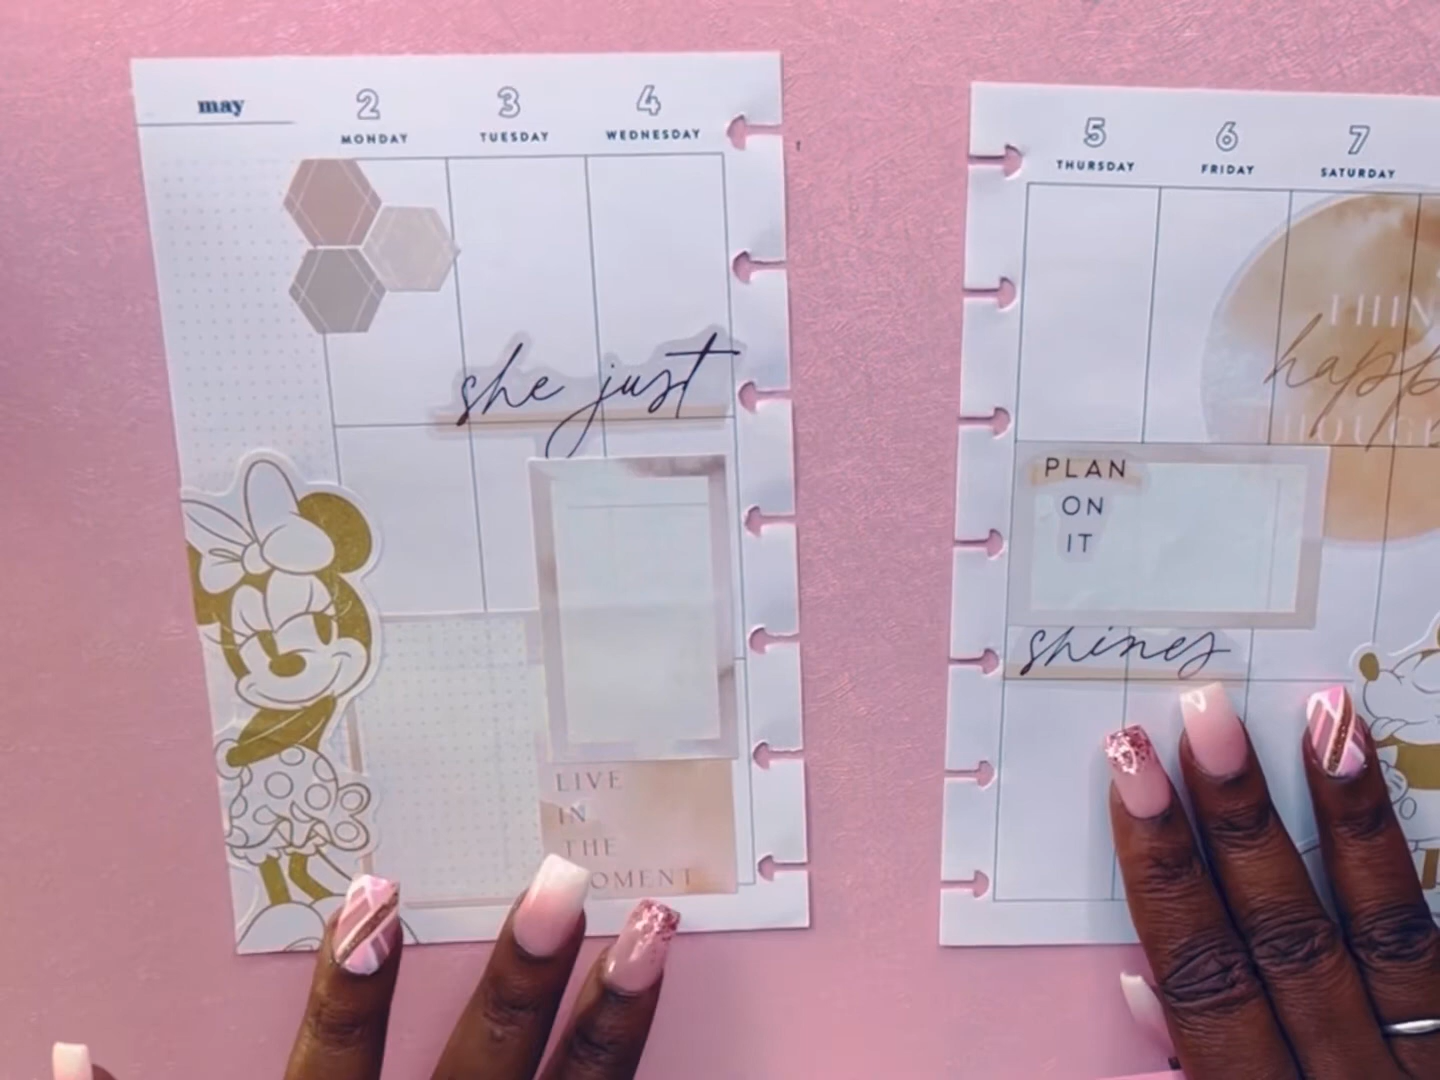 may
2
MONDAY
3
TUESDAY
4
WEDNESDAY
she just
LIVE
IN
THE
5
THURSDAY
6
FRIDAY
7
SATURDAY
PLAN
ON
IT
shines